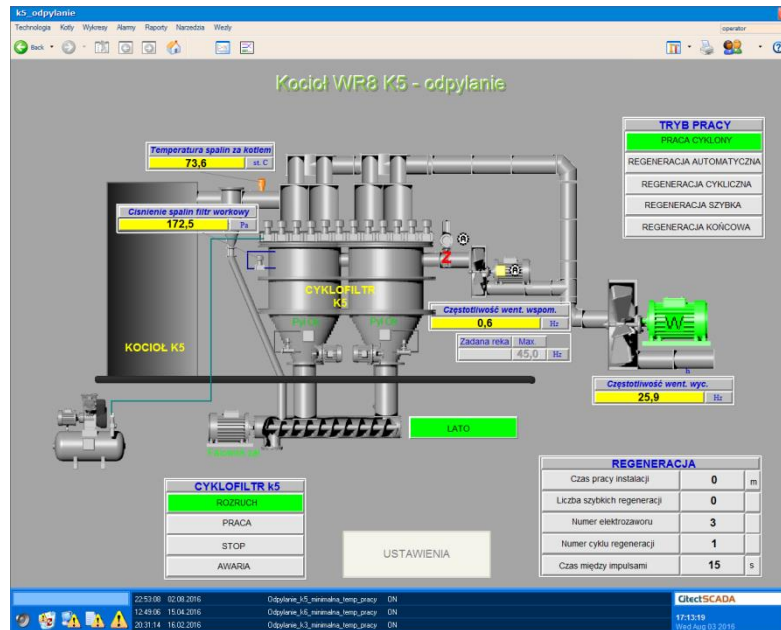 k5_odpylanie
Technologia Kotły Wykresy Alarmy Raporty Narzędzia Węzły
operator
Back
Kocioł WR8 K5 - odpylanie
TRYB PRACY
PRACA CYKLONY
REGENERACJA AUTOMATYCZNA
REGENERACJA CYKLICZNA
REGENERACJA SZYBKA
REGENERACJA KOŃCOWA
Temperatura spalin za kotlem
73,6 st. C
Cisnienie spalin filtr workowy
172,5 Pa
CYKLOFILTR
K5
Z
A
A
Częstotliwość went. wspom.
0,6 Hz
Zadana reka Max.
45,0 Hz
W
h
KOCIOŁ K5
Częstotliwość went. wyc.
25,9 Hz
LATO
CYKLOFILTR k5
ROZRUCH
PRACA
STOP
AWARIA
USTAWIENIA
REGENERACJA
Czas pracy instalacji 0 m
Liczba szybkich regeneracji 0
Numer elektrozaworu 3
Numer cyklu regeneracji 1
Czas między impulsami 15 s
22:53:08 02.08.2016 Odpylanie_k5_minimalna_temp_pracy ON
12:49:06 15.04.2016 Odpylanie_k6_minimalna_temp_pracy ON
20:31:14 16.02.2016 Odpylanie_k3_minimalna_temp_pracy ON
CitectSCADA
17:13:19
Wed Aug 03 2016